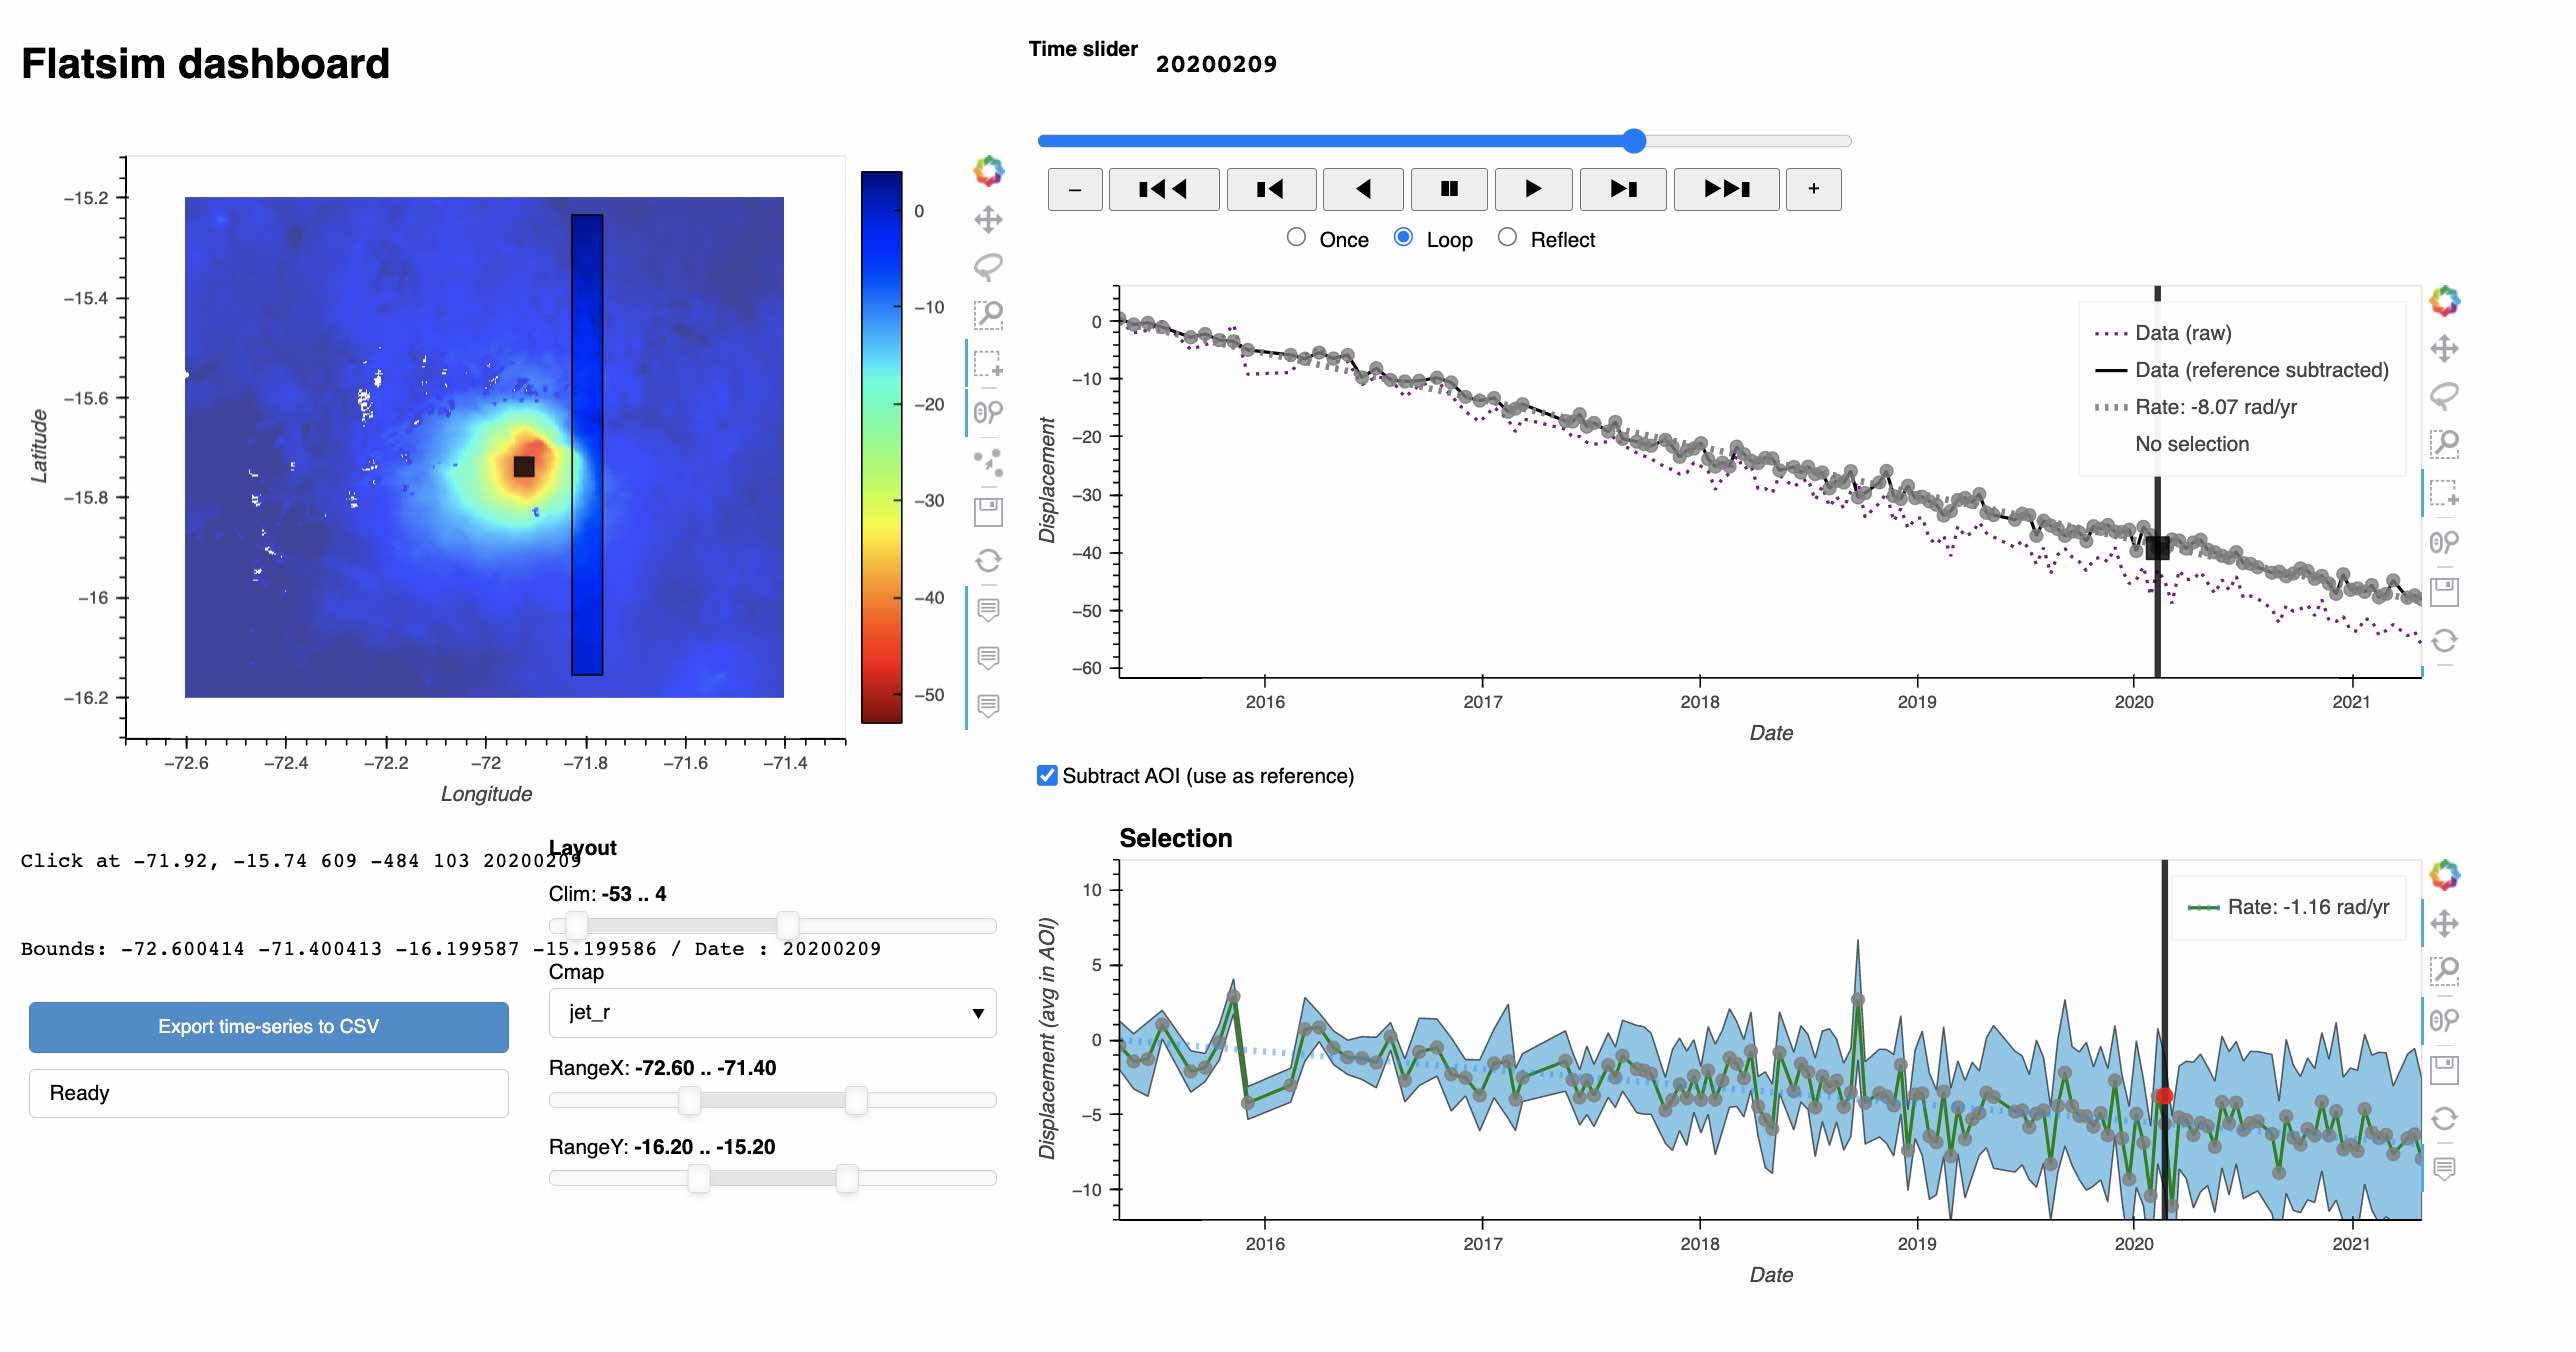 Flatsim dashboard
Time slider
20200209
−15.2
−15.4
−15.6
−15.8
−16
−16.2
Latitude
−72.6 −72.4 −72.2 −72 −71.8 −71.6 −71.4
Longitude
0
−10
−20
−30
−40
−50
– +
Once Loop Reflect
0
−10
−20
−30
−40
−50
−60
Displacement
Data (raw)
Data (reference subtracted)
Rate: -8.07 rad/yr
No selection
2016 2017 2018 2019 2020 2021
Date
Subtract AOI (use as reference)
Click at -71.92, -15.74 609 -484 103 20200209
Bounds: -72.600414 -71.400413 -16.199587 -15.199586 / Date : 20200209
Export time-series to CSV
Ready
Layout
Clim: -53 .. 4
Cmap
jet_r
RangeX: -72.60 .. -71.40
RangeY: -16.20 .. -15.20
Selection
10
5
0
−5
−10
Displacement (avg in AOI)
Rate: -1.16 rad/yr
2016 2017 2018 2019 2020 2021
Date